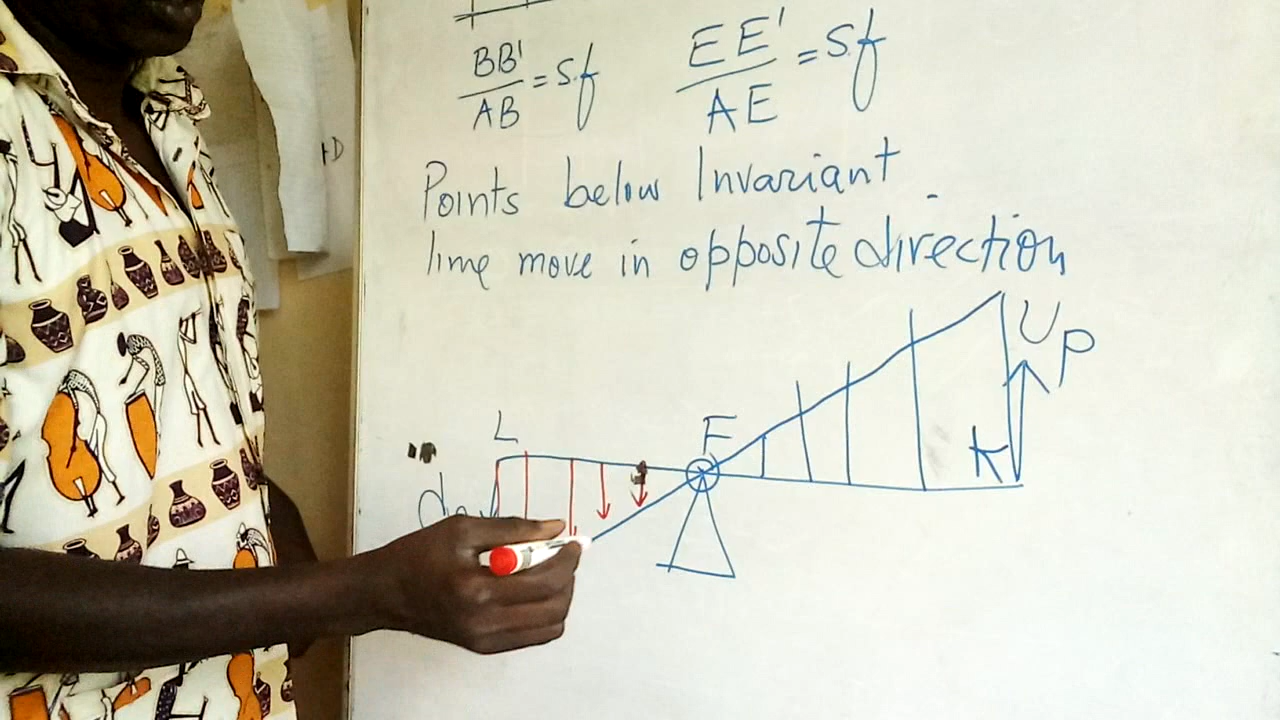 BB' / AB = s.f
EE' / AE = s.f
Points below Invariant
line move in opposite direction
L
F
K
Up
+D